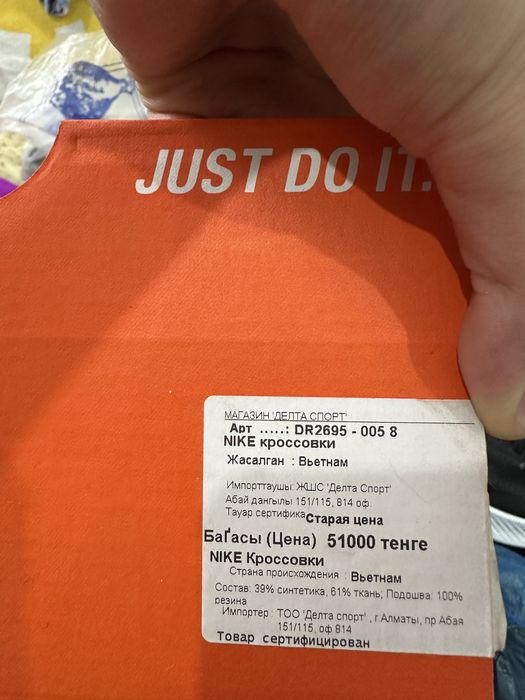 JUST DO IT.
МАГАЗИН 'ДЕЛТА СПОРТ'
Арт .....: DR2695 - 005 8
NIKE кроссовки
Жасалған : Вьетнам
Импорттаушы: ЖШС 'Делта Спорт'
Абай даңғылы 151/115, 814 оф.
Тауар сертифика Старая цена
Бағасы (Цена) 51000 тенге
NIKE Кроссовки
Страна происхождения : Вьетнам
Состав: 39% синтетика, 61% ткань; Подошва: 100%
резина
Импортер: ТОО 'Делта спорт' , г.Алматы, пр Абая
151/115, оф 814
Товар сертифицирован